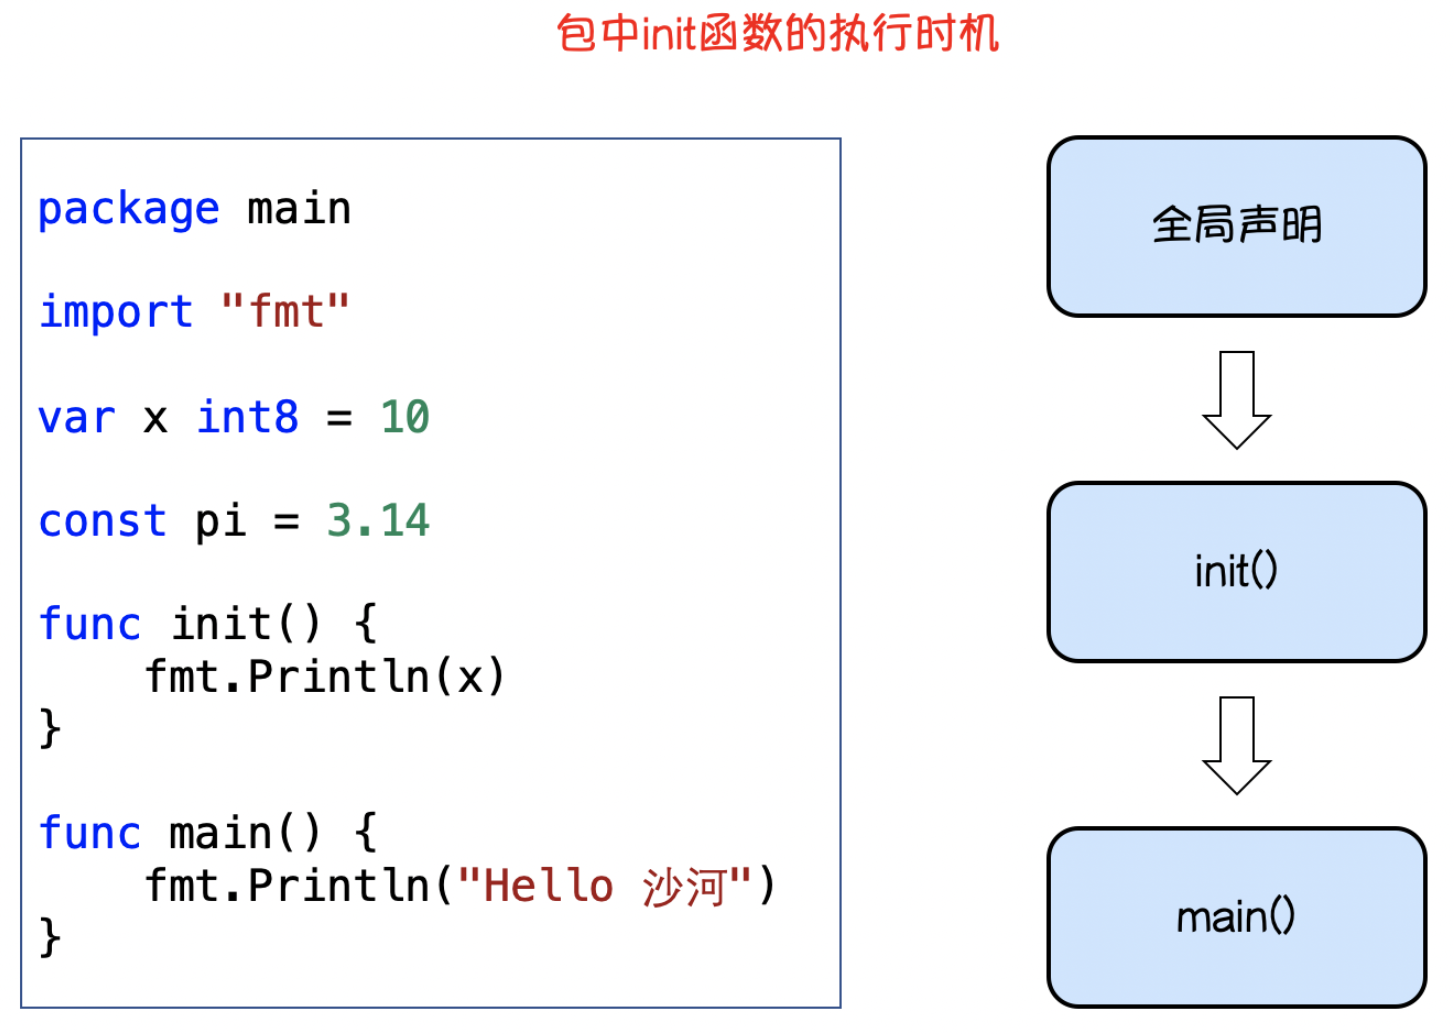 包中init函数的执行时机
package main
import "fmt"
var x int8 = 10
const pi = 3.14
func init() {
    fmt.Println(x)
}
func main() {
    fmt.Println("Hello 沙河")
}
全局声明
init()
main()